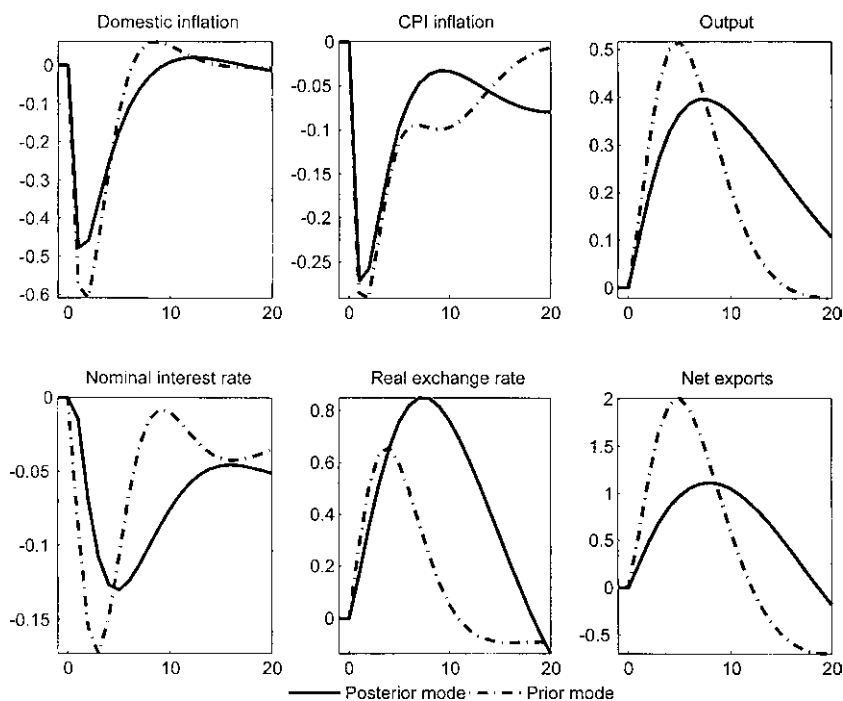 Domestic inflation
CPI inflation
Output
0
-0.1
-0.2
-0.3
-0.4
-0.5
-0.6
0 10 20
-0.05
-0.1
-0.15
-0.2
-0.25
0 10 20
0.5
0.4
0.3
0.2
0.1
0
0 10 20
Nominal interest rate
Real exchange rate
Net exports
0
-0.05
-0.1
-0.15
0 10 20
0.8
0.6
0.4
0.2
0
0 10 20
2
1.5
1
0.5
0
-0.5
0 10 20
Posterior mode
Prior mode